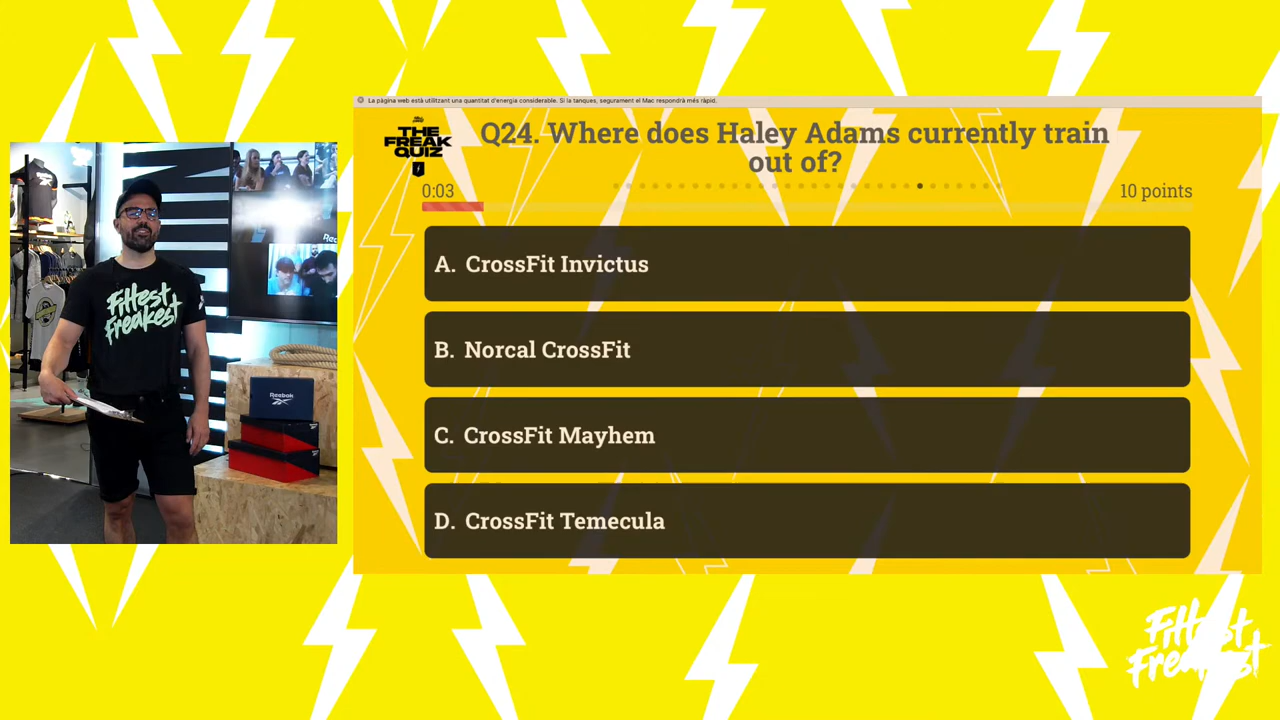 La pàgina web està utilitzant una quantitat d'energia considerable. Si la tanques, segurament el Mac respondrà més ràpid.
THE
FREAK
QUIZ
Q24. Where does Haley Adams currently train
out of?
0:03
10 points
A. CrossFit Invictus
B. Norcal CrossFit
C. CrossFit Mayhem
D. CrossFit Temecula
Fittest
Freakest
Reebok
Fittest
Freakest